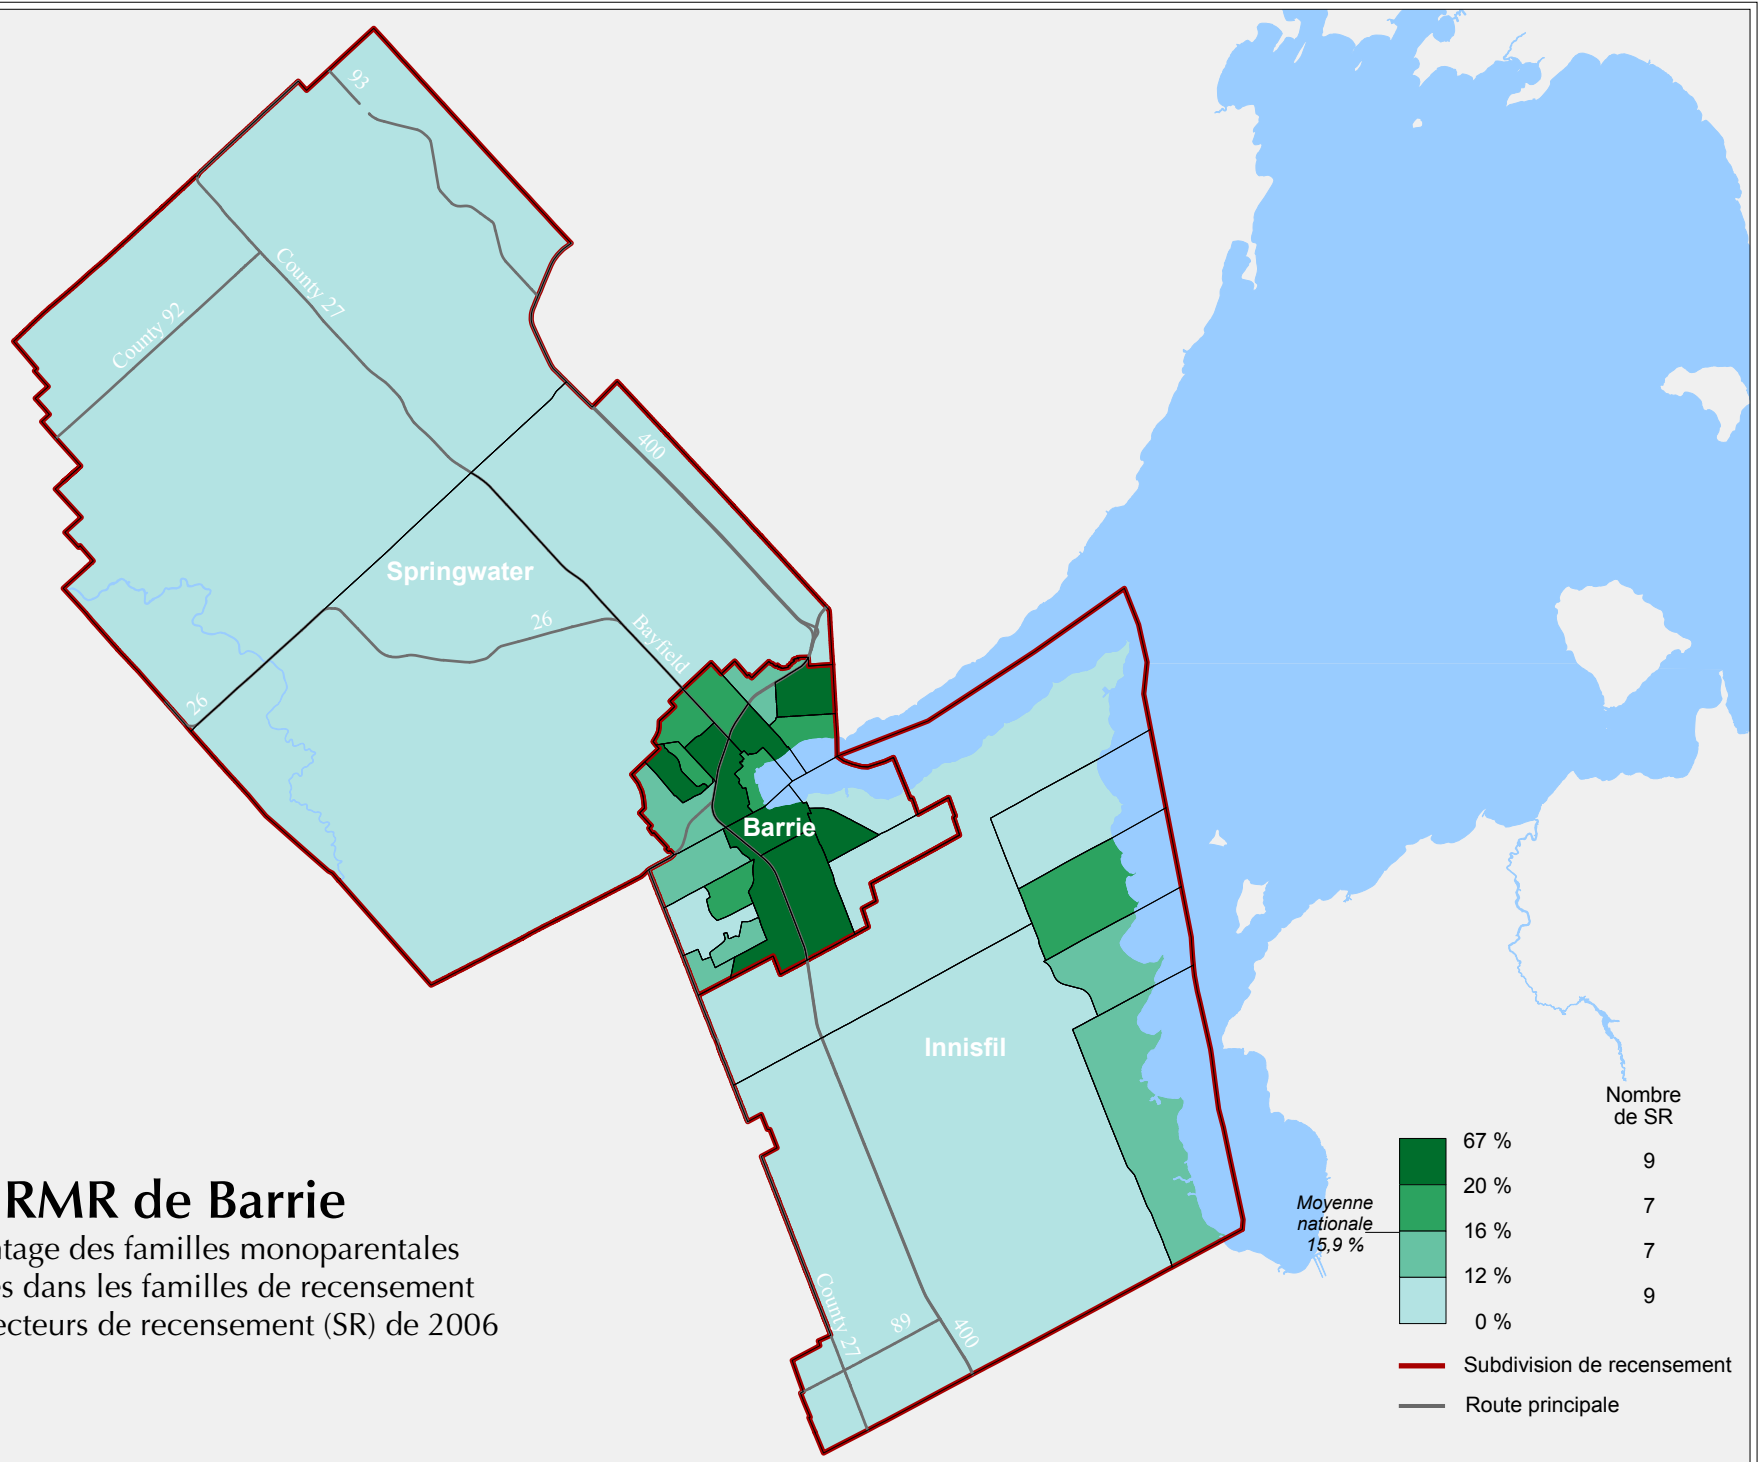 93
County 27
County 92
400
Springwater
26
Bayfield
26
Barrie
Innisfil
County 27
89
400
RMR de Barrie
tage des familles monoparentales
s dans les familles de recensement
ecteurs de recensement (SR) de 2006
Nombre
de SR
67 %
9
20 %
7
16 %
7
12 %
9
0 %
Moyenne
nationale
15,9 %
Subdivision de recensement
Route principale